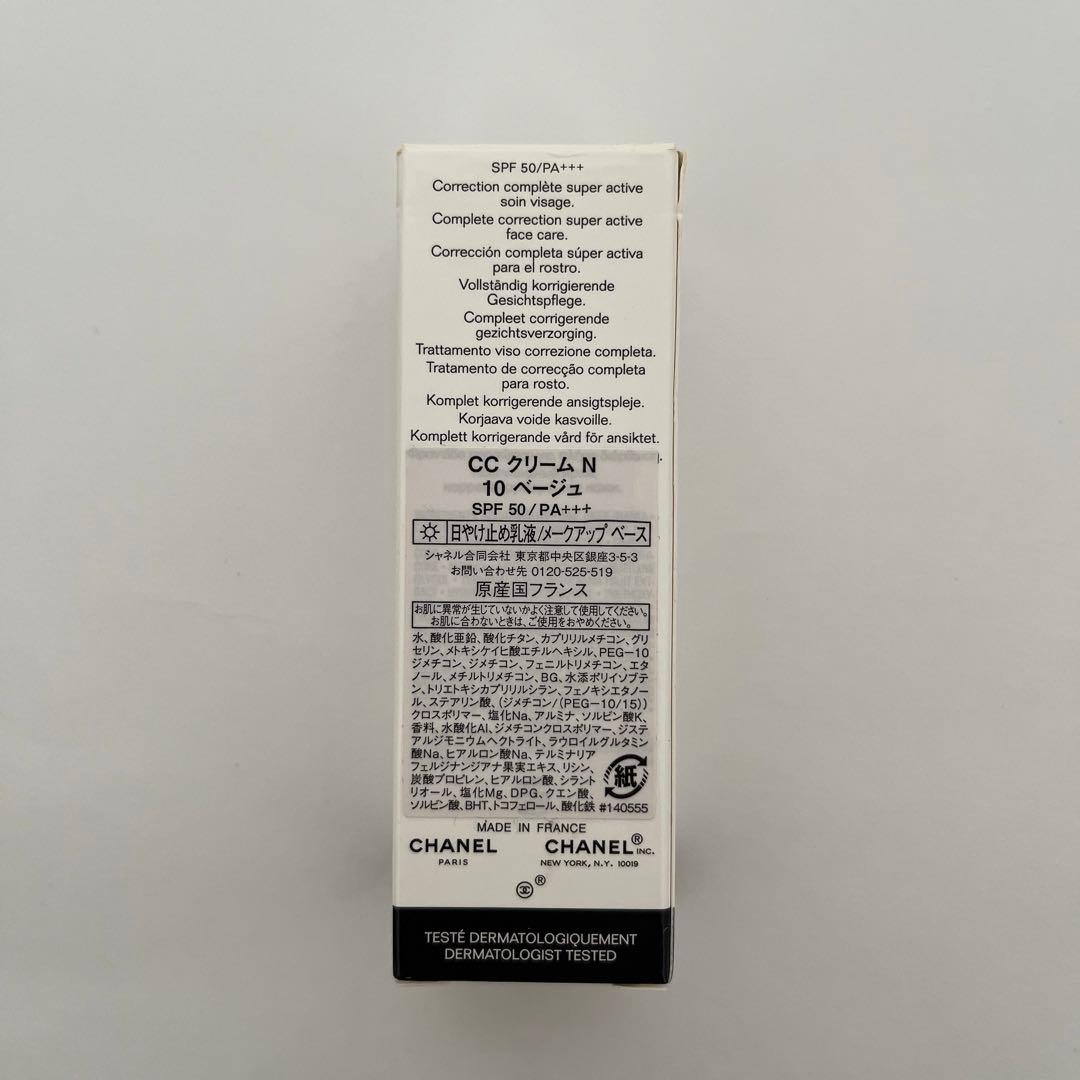 SPF 50/PA+++
Correction complète super active
soin visage.
Complete correction super active
face care.
Corrección completa súper activa
para el rostro.
Vollständig korrigierende
Gesichtspflege.
Compleet corrigerende
gezichtsverzorging.
Trattamento viso correzione completa.
Tratamento de correcção completa
para rosto.
Komplet korrigerende ansigtspleje.
Korjaava voide kasvoille.
Komplett korrigerande vård för ansiktet.
CC クリーム N
10 ベージュ
SPF 50/PA+++
日やけ止め乳液/メークアップ ベース
シャネル合同会社 東京都中央区銀座3-5-3
お問い合わせ先 0120-525-519
原産国フランス
お肌に異常が生じていないかよく注意して使用してください。
お肌に合わないときは、ご使用をおやめください。
水、酸化亜鉛、酸化チタン、カプリリルメチコン、グリ
セリン、メトキシケイヒ酸エチルヘキシル、PEG-10
ジメチコン、ジメチコン、フェニルトリメチコン、エタ
ノール、メチルトリメチコン、BG、水添ポリイソブテ
ン、トリエトキシカプリリルシラン、フェノキシエタノー
ル、ステアリン酸、(ジメチコン/(PEG-10/15))
クロスポリマー、塩化Na、アルミナ、ソルビン酸K、
香料、水酸化Al、ジメチコンクロスポリマー、ジステ
アルジモニウムヘクトライト、ラウロイルグルタミン
酸Na、ヒアルロン酸Na、テルミナリア
フェルジナンジアナ果実エキス、リシン、
炭酸プロピレン、ヒアルロン酸、シラント
リオール、塩化Mg、DPG、クエン酸、
ソルビン酸、BHT、トコフェロール、酸化鉄 #140555
紙
MADE IN FRANCE
CHANEL CHANEL® INC.
PARIS NEW YORK, N.Y. 10019
®
TESTÉ DERMATOLOGIQUEMENT
DERMATOLOGIST TESTED